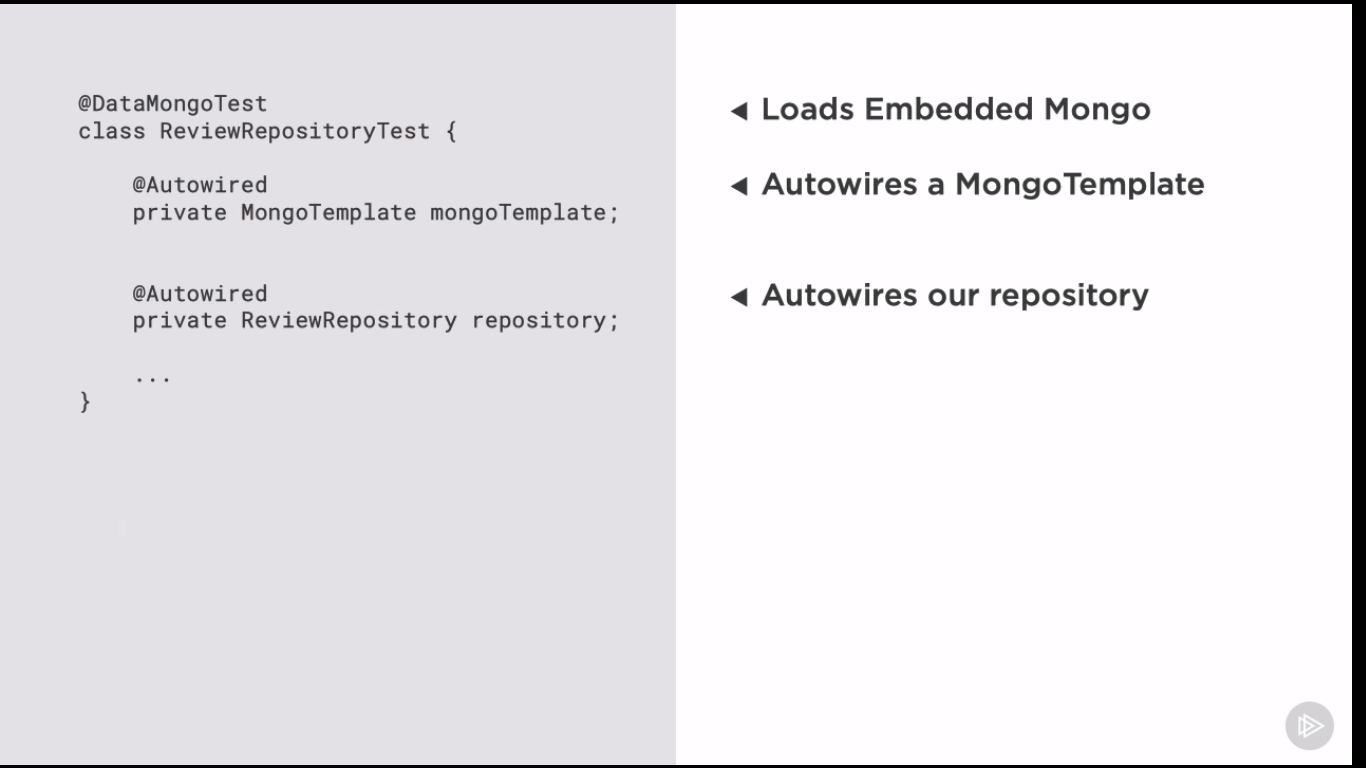 @DataMongoTest
class ReviewRepositoryTest {
@Autowired
private MongoTemplate mongoTemplate;
@Autowired
private ReviewRepository repository;
...
}
◄ Loads Embedded Mongo
◄ Autowires a MongoTemplate
◄ Autowires our repository